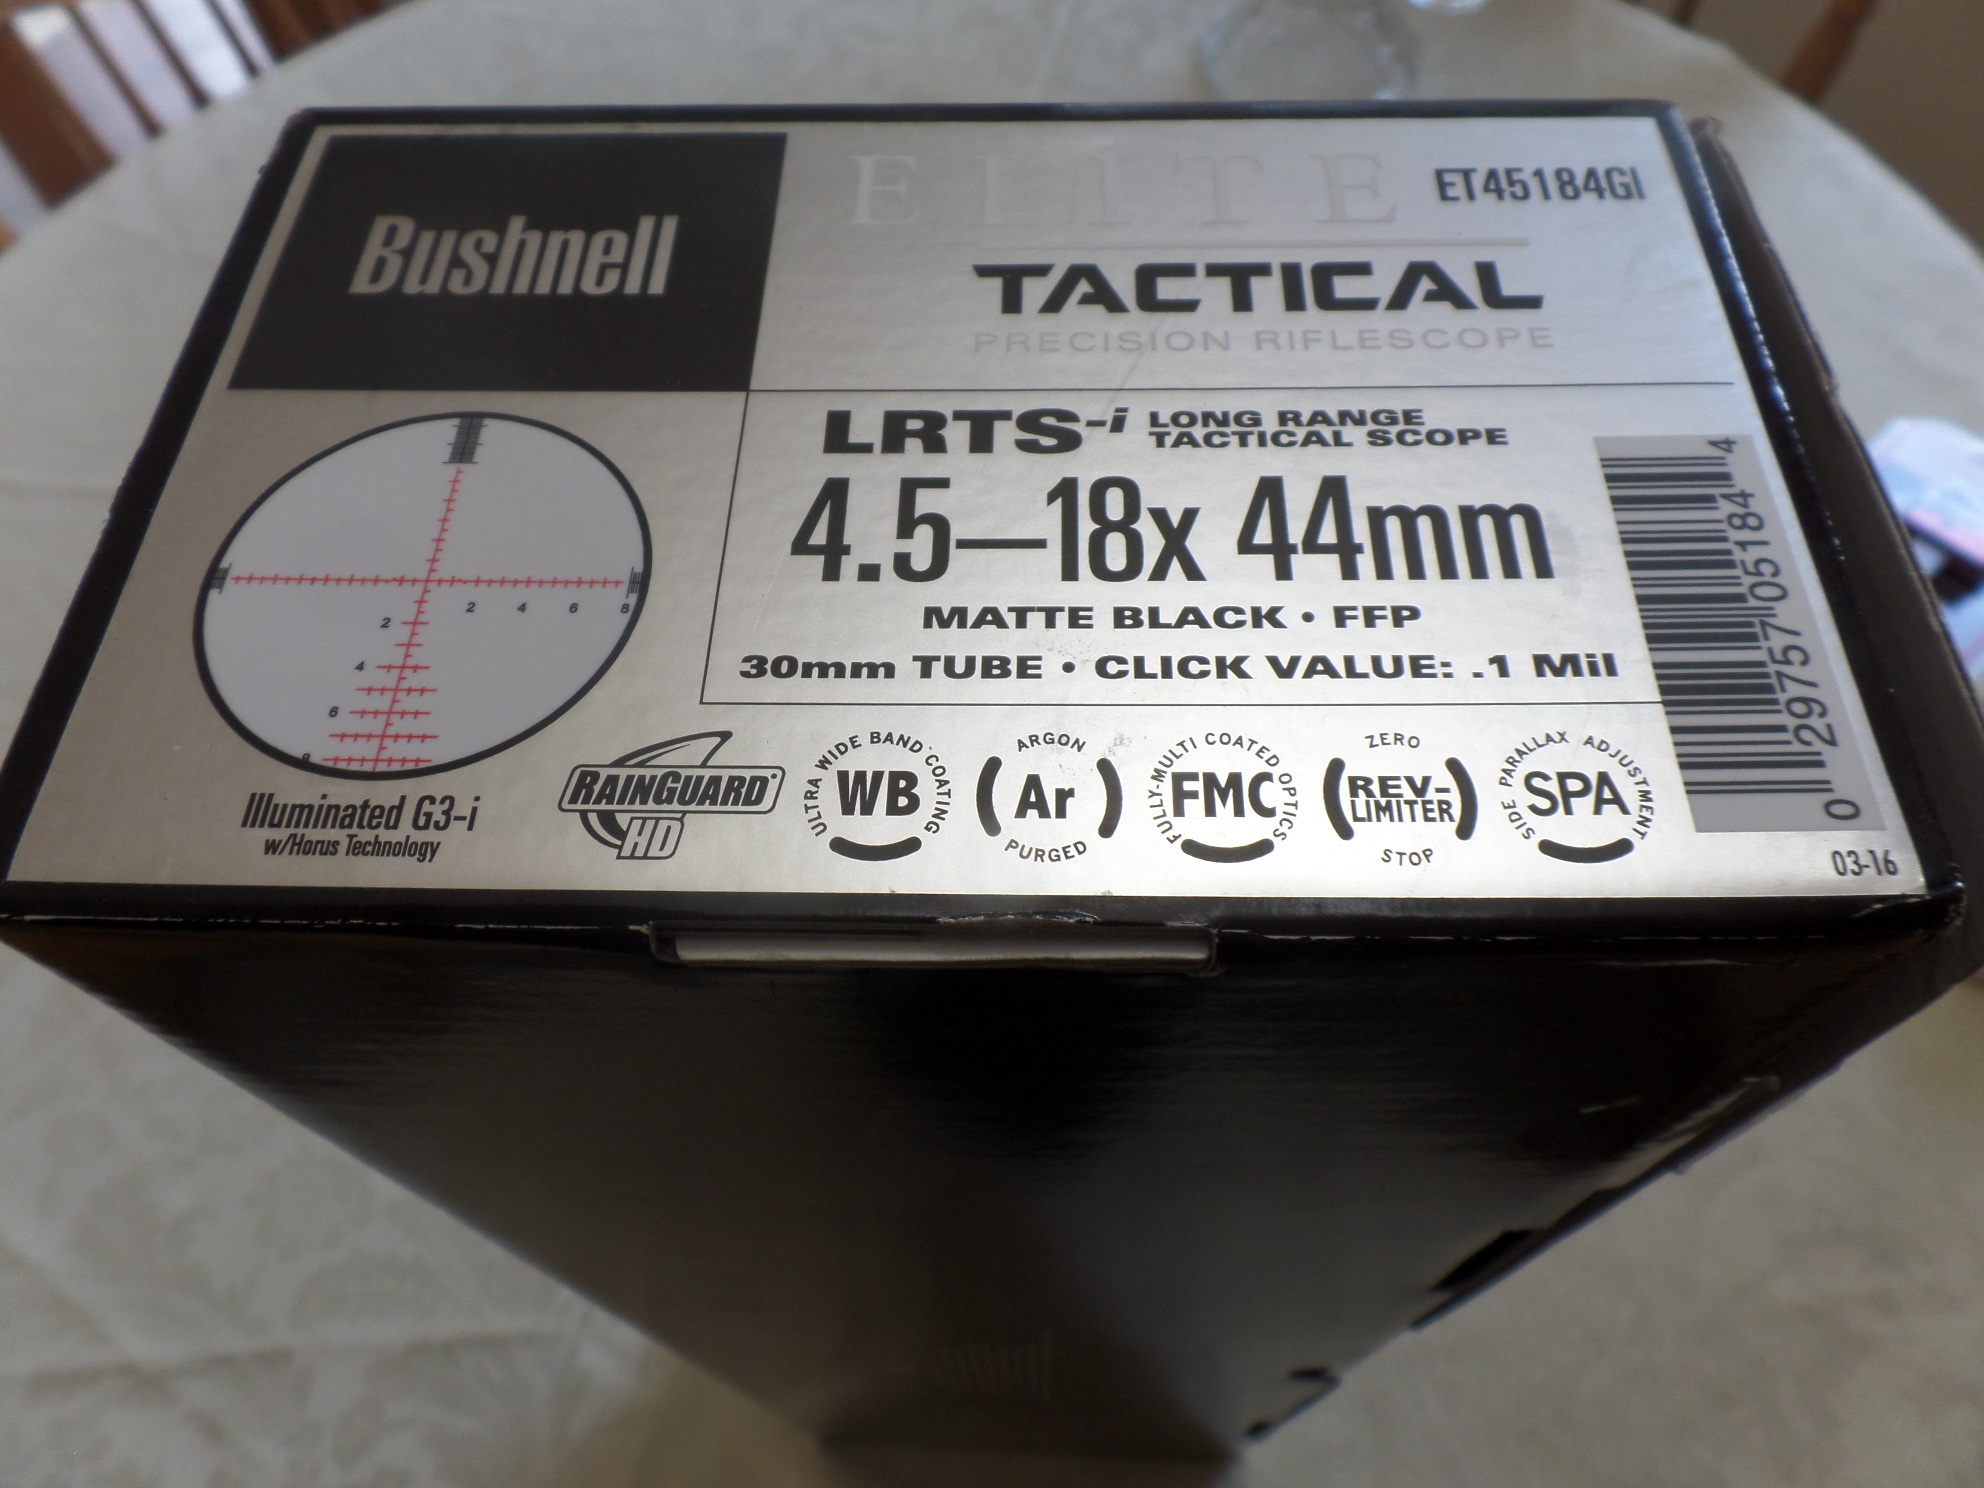 Bushnell
ELITE
ET45184GI
TACTICAL
PRECISION RIFLESCOPE
LRTS-i LONG RANGE
TACTICAL SCOPE
4.5—18x 44mm
MATTE BLACK • FFP
30mm TUBE • CLICK VALUE: .1 Mil
2 4 6 8
2
4
6
8
Illuminated G3-i
w/Horus Technology
RAINGUARD®
HD
ULTRA WIDE BAND COATING
WB
ARGON
Ar
PURGED
FULLY-MULTI COATED OPTICS
FMC
ZERO
REV-
LIMITER
STOP
SIDE PARALLAX ADJUSTMENT
SPA
0 29757 05184 4
03-16